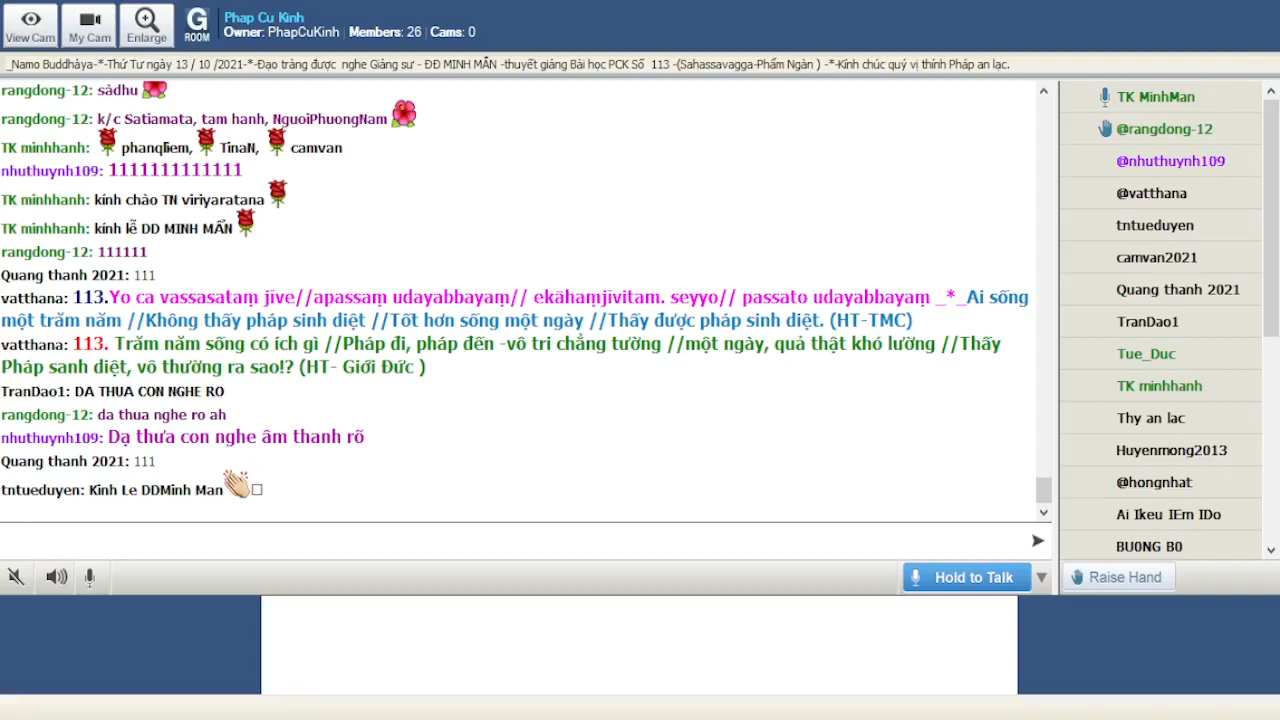 View Cam
My Cam
Enlarge
G
ROOM
Phap Cu Kinh
Owner: PhapCuKinh | Members: 26 | Cams: 0
_Namo Buddhàya-*-Thứ Tư ngày 13 / 10 /2021-*-Đạo tràng được nghe Giáng sư - ĐĐ MINH MẪN -thuyết giảng Bài học PCK Số 113 -(Sahassavagga-Phẩm Ngàn ) -*-Kính chúc quý vị thính Pháp an lạc.
rangdong-12: sàdhu
rangdong-12: k/c Satiamata, tam hanh, NguoiPhuongNam
TK minhhanh: phanqliem, TinaN, camvan
nhuthuynh109: 1111111111111
TK minhhanh: kính chào TN viriyaratana
TK minhhanh: kính lễ DD MINH MẨN
rangdong-12: 111111
Quang thanh 2021: 111
vatthana: 113.Yo ca vassasataṃ jīve//apassaṃ udayabbayaṃ// ekāhaṃjīvitaṃ. seyyo// passato udayabbayaṃ _*_Ai sống
một trăm năm //Không thấy pháp sinh diệt //Tốt hơn sống một ngày //Thấy được pháp sinh diệt. (HT-TMC)
vatthana: 113. Trăm năm sống có ích gì //Pháp đi, pháp đến -vô tri chẳng tường //một ngày, quả thật khó lường //Thấy
Pháp sanh diệt, vô thường ra sao!? (HT- Giới Đức )
TranDao1: DA THUA CON NGHE RO
rangdong-12: da thua nghe ro ah
nhuthuynh109: Dạ thưa con nghe âm thanh rõ
Quang thanh 2021: 111
tntueduyen: Kinh Le DDMinh Man
TK MinhMan
@rangdong-12
@nhuthuynh109
@vatthana
tntueduyen
camvan2021
Quang thanh 2021
TranDao1
Tue_Duc
TK minhhanh
Thy an lac
Huyenmong2013
@hongnhat
Ai Ikeu IEm IDo
BU0NG B0
Hold to Talk
Raise Hand